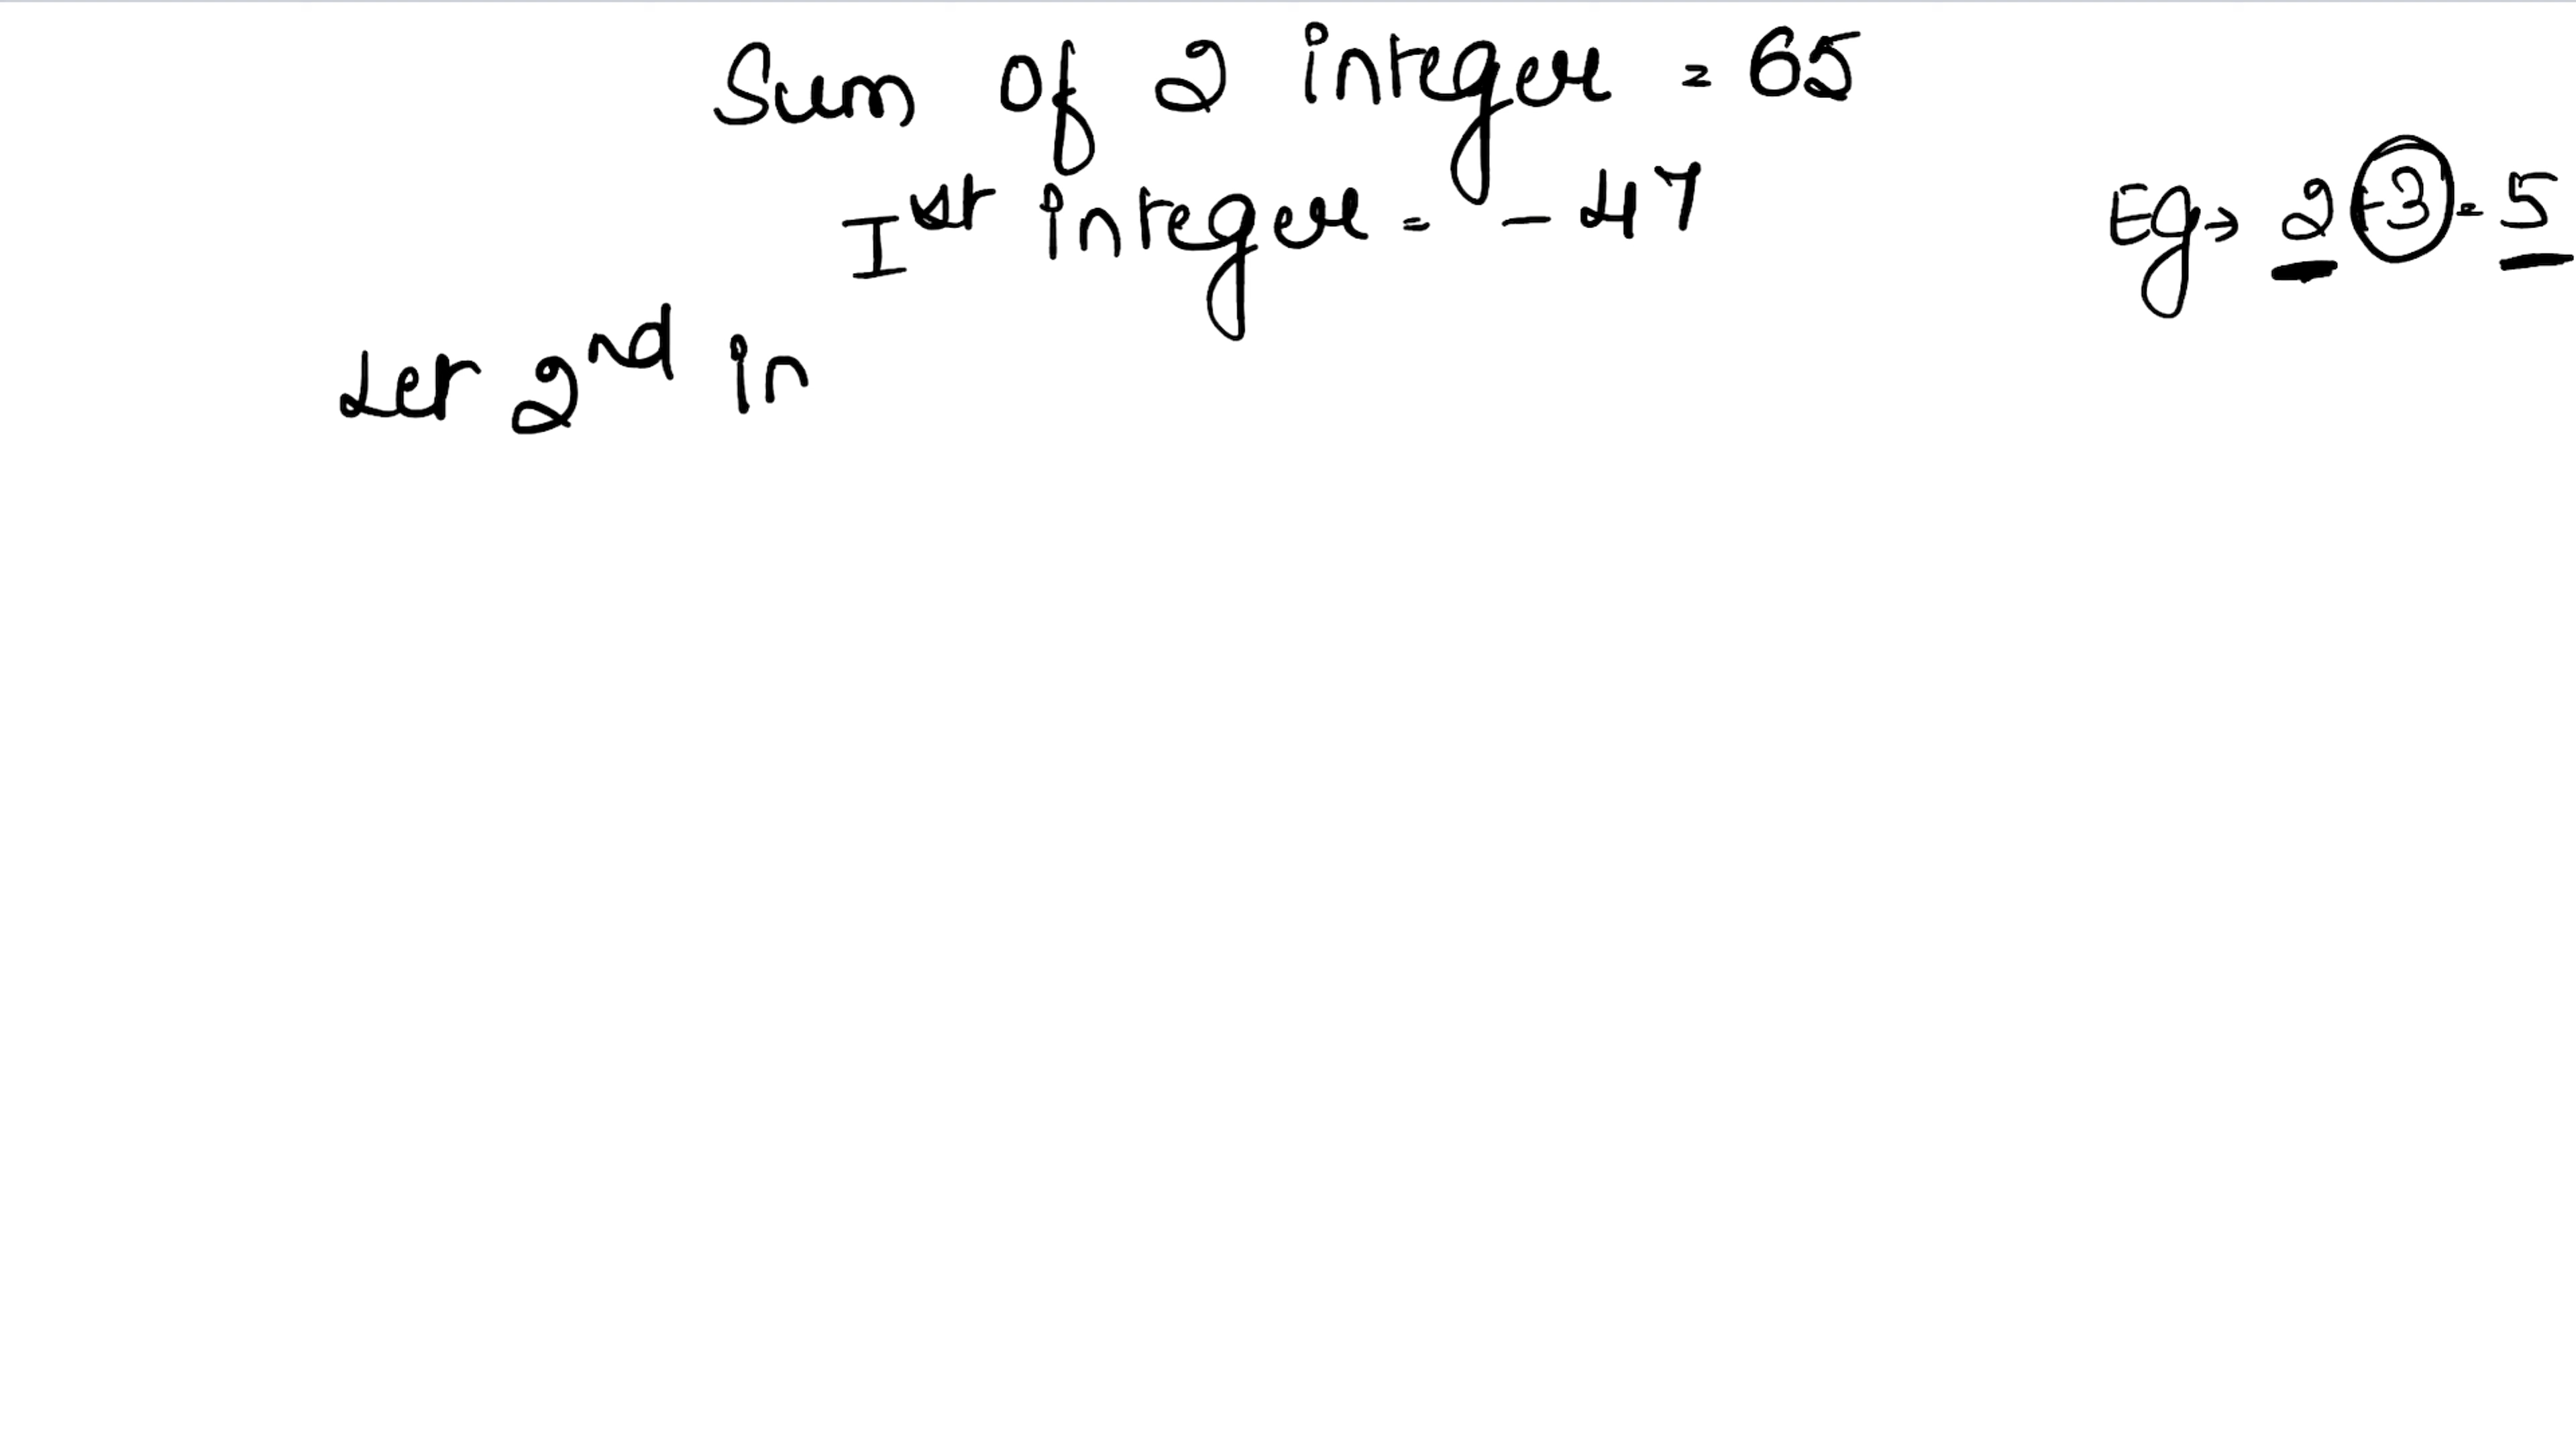 Sum of 2 integer = 65
Ist integer = -47
Eg→ 2+3=5
Let 2nd in